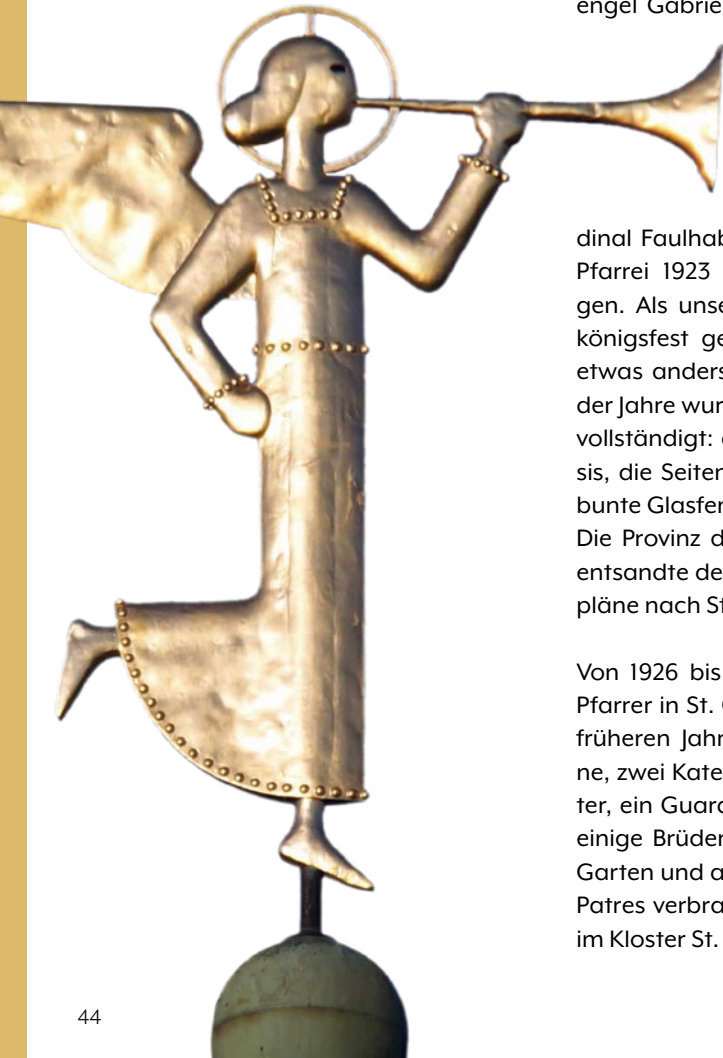 engel Gabrie
dinal Faulhab
Pfarrei 1923
gen. Als unse
königsfest ge
etwas anders
der Jahre wur
vollständigt:
sis, die Seiten
bunte Glasfen
Die Provinz d
entsandte de
pläne nach St
Von 1926 bis
Pfarrer in St.
früheren Jahr
ne, zwei Kate
ter, ein Guard
einige Brüder
Garten und a
Patres verbra
im Kloster St.
44